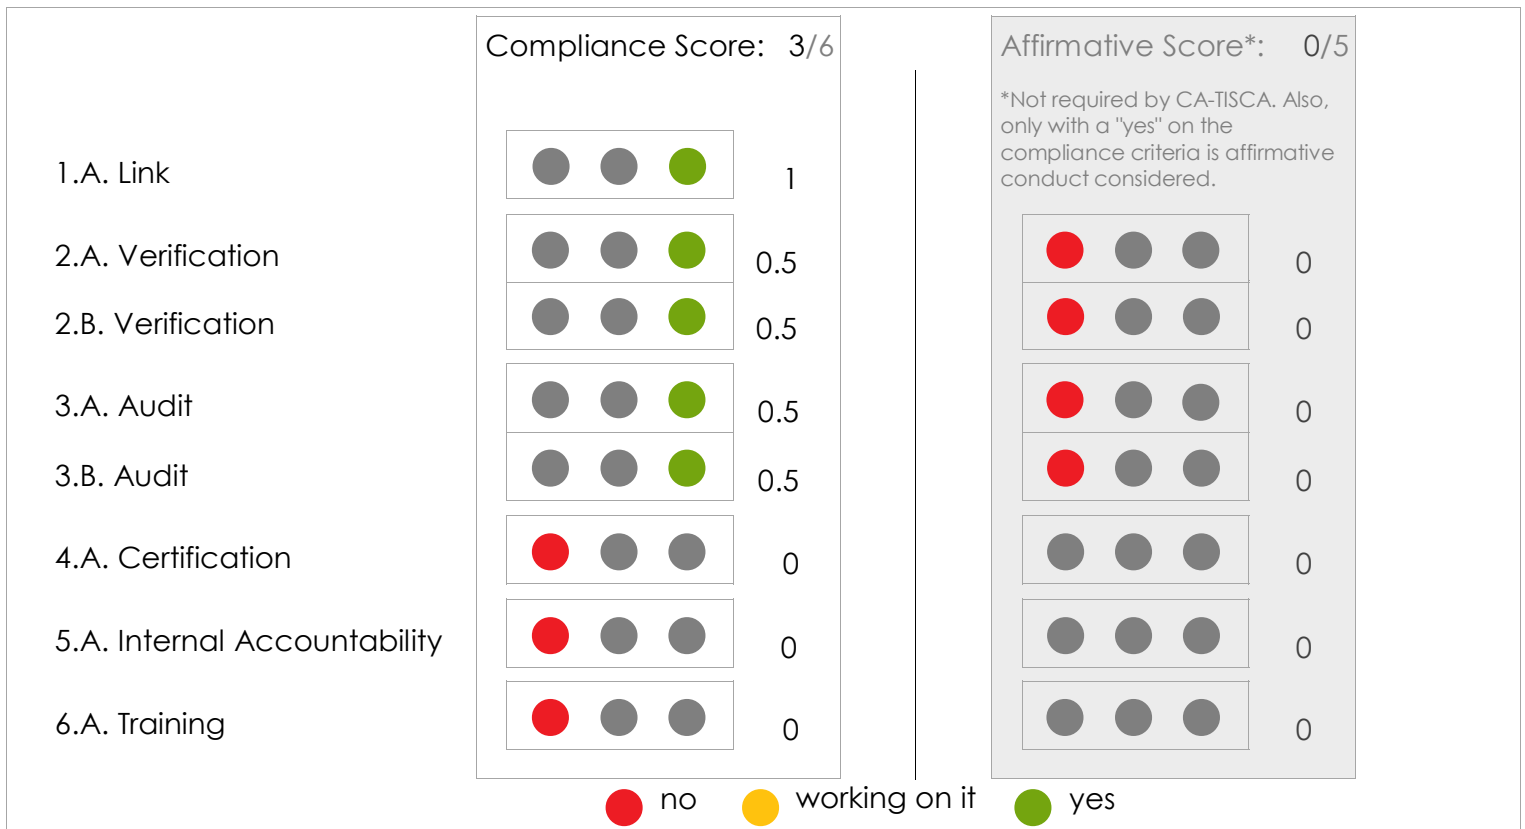 Compliance Score: 3/6
Affirmative Score*: 0/5
*Not required by CA-TISCA. Also,
only with a "yes" on the
compliance criteria is affirmative
conduct considered.
1.A. Link 1
2.A. Verification 0.5 0
2.B. Verification 0.5 0
3.A. Audit 0.5 0
3.B. Audit 0.5 0
4.A. Certification 0 0
5.A. Internal Accountability 0 0
6.A. Training 0 0
no working on it yes